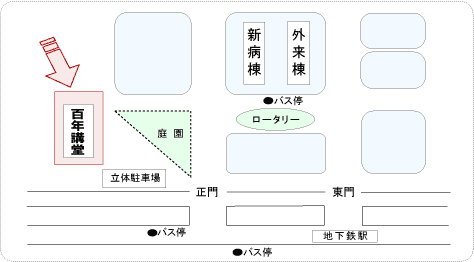 新病棟
外来棟
●バス停
百年講堂
庭園
ロータリー
立体駐車場
正門
東門
●バス停
地下鉄駅
●バス停